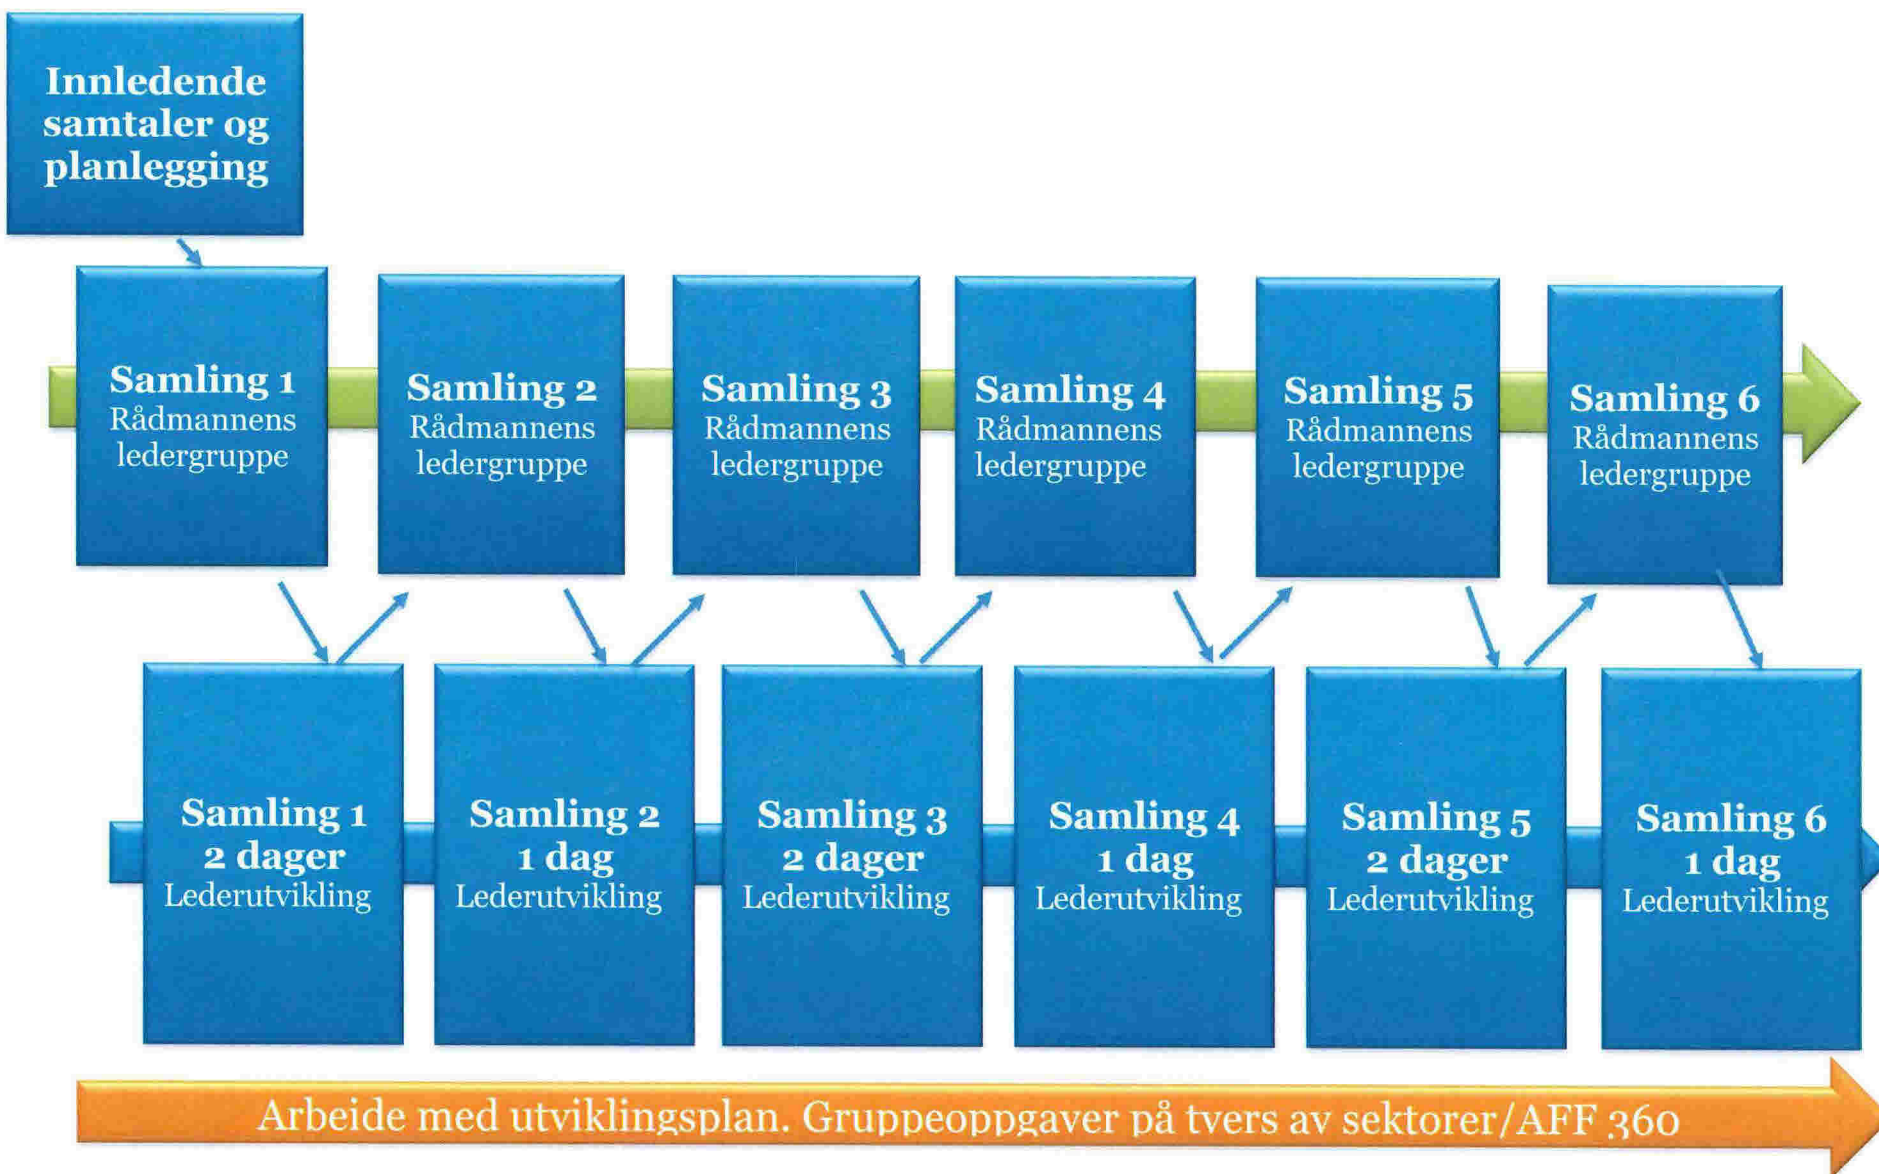 Innledende
samtaler og
planlegging
Samling 1
Rådmannens
ledergruppe
Samling 2
Rådmannens
ledergruppe
Samling 3
Rådmannens
ledergruppe
Samling 4
Rådmannens
ledergruppe
Samling 5
Rådmannens
ledergruppe
Samling 6
Rådmannens
ledergruppe
Samling 1
2 dager
Lederutvikling
Samling 2
1 dag
Lederutvikling
Samling 3
2 dager
Lederutvikling
Samling 4
1 dag
Lederutvikling
Samling 5
2 dager
Lederutvikling
Samling 6
1 dag
Lederutvikling
Arbeide med utviklingsplan. Gruppeoppgaver på tvers av sektorer/AFF 360